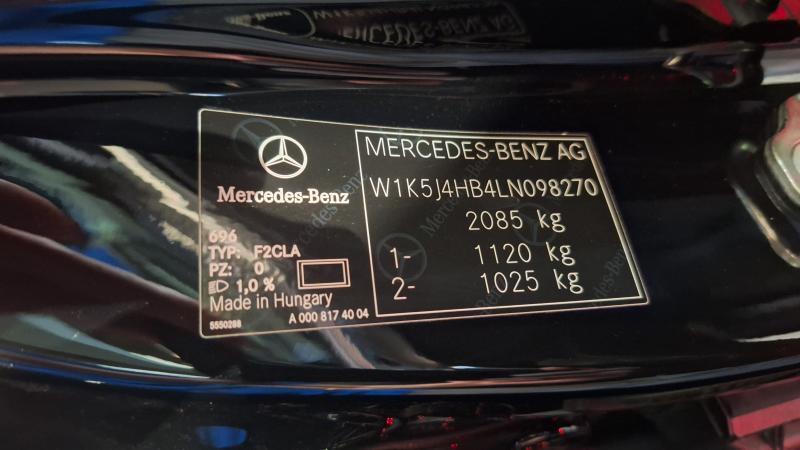 Mercedes-Benz
696
TYP: F2CLA
PZ: 0
1,0 %
Made in Hungary
5550288
A 000 817 40 04
MERCEDES-BENZ AG
W1K5J4HB4LN098270
2085 kg
1- 1120 kg
2- 1025 kg